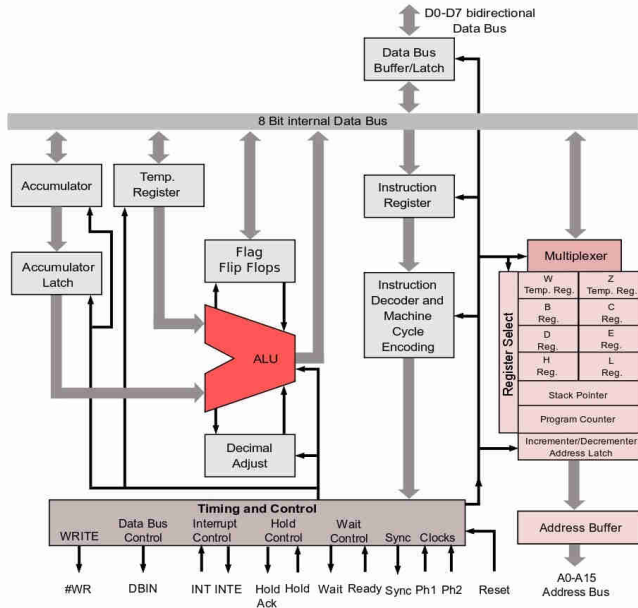 D0-D7 bidirectional
Data Bus
Data Bus
Buffer/Latch
8 Bit internal Data Bus
Accumulator
Temp.
Register
Instruction
Register
Flag
Flip Flops
Accumulator
Latch
Multiplexer
Instruction
Decoder and
Machine
Cycle
Encoding
Register Select
W
Temp. Reg.
Z
Temp. Reg.
B
Reg.
C
Reg.
D
Reg.
E
Reg.
H
Reg.
L
Reg.
Stack Pointer
Program Counter
Incrementer/Decrementer
Address Latch
ALU
Decimal
Adjust
Timing and Control
WRITE
Data Bus
Control
Interrupt
Control
Hold
Control
Wait
Control
Sync
Clocks
Address Buffer
#WR
DBIN
INT
INTE
Hold
Ack
Hold
Wait
Ready
Sync
Ph1
Ph2
Reset
A0-A15
Address Bus